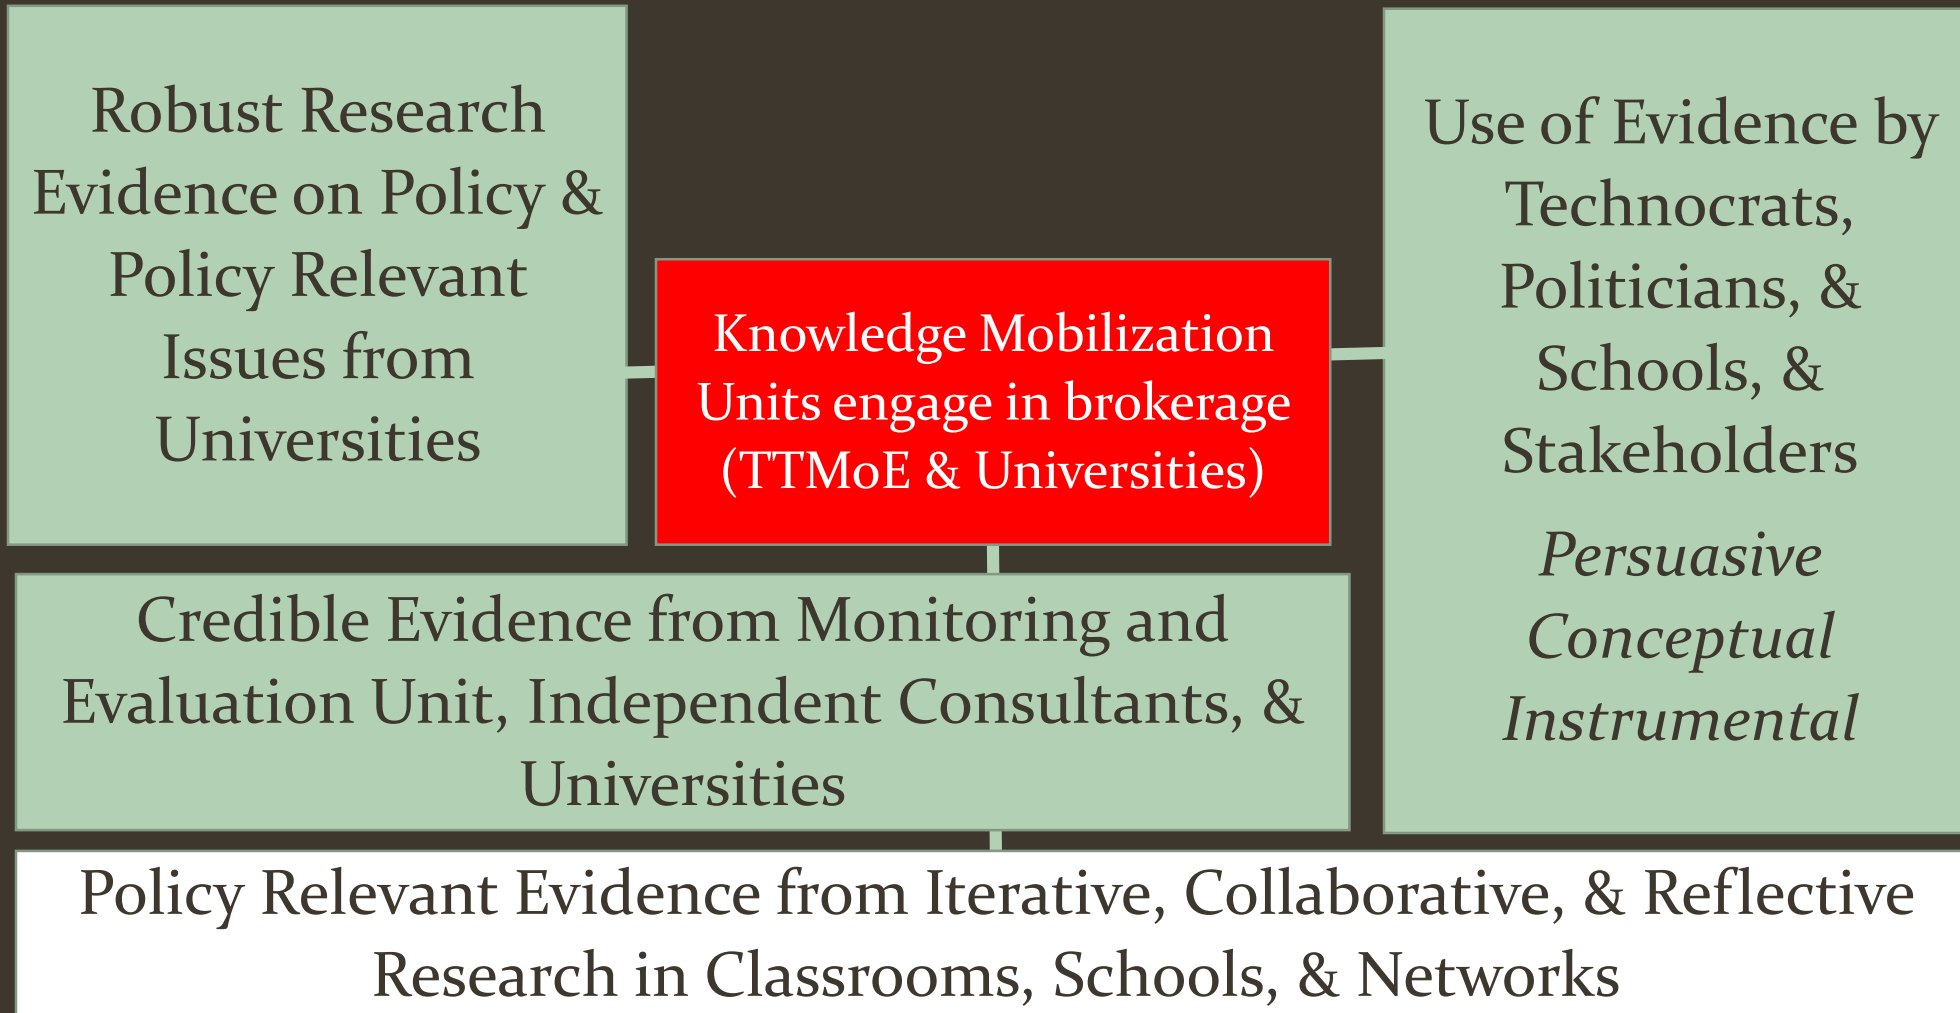 Robust Research
Evidence on Policy &
Policy Relevant
Issues from
Universities
Knowledge Mobilization
Units engage in brokerage
(TTMoE & Universities)
Use of Evidence by
Technocrats,
Politicians, &
Schools, &
Stakeholders
Persuasive
Conceptual
Instrumental
Credible Evidence from Monitoring and
Evaluation Unit, Independent Consultants, &
Universities
Policy Relevant Evidence from Iterative, Collaborative, & Reflective
Research in Classrooms, Schools, & Networks